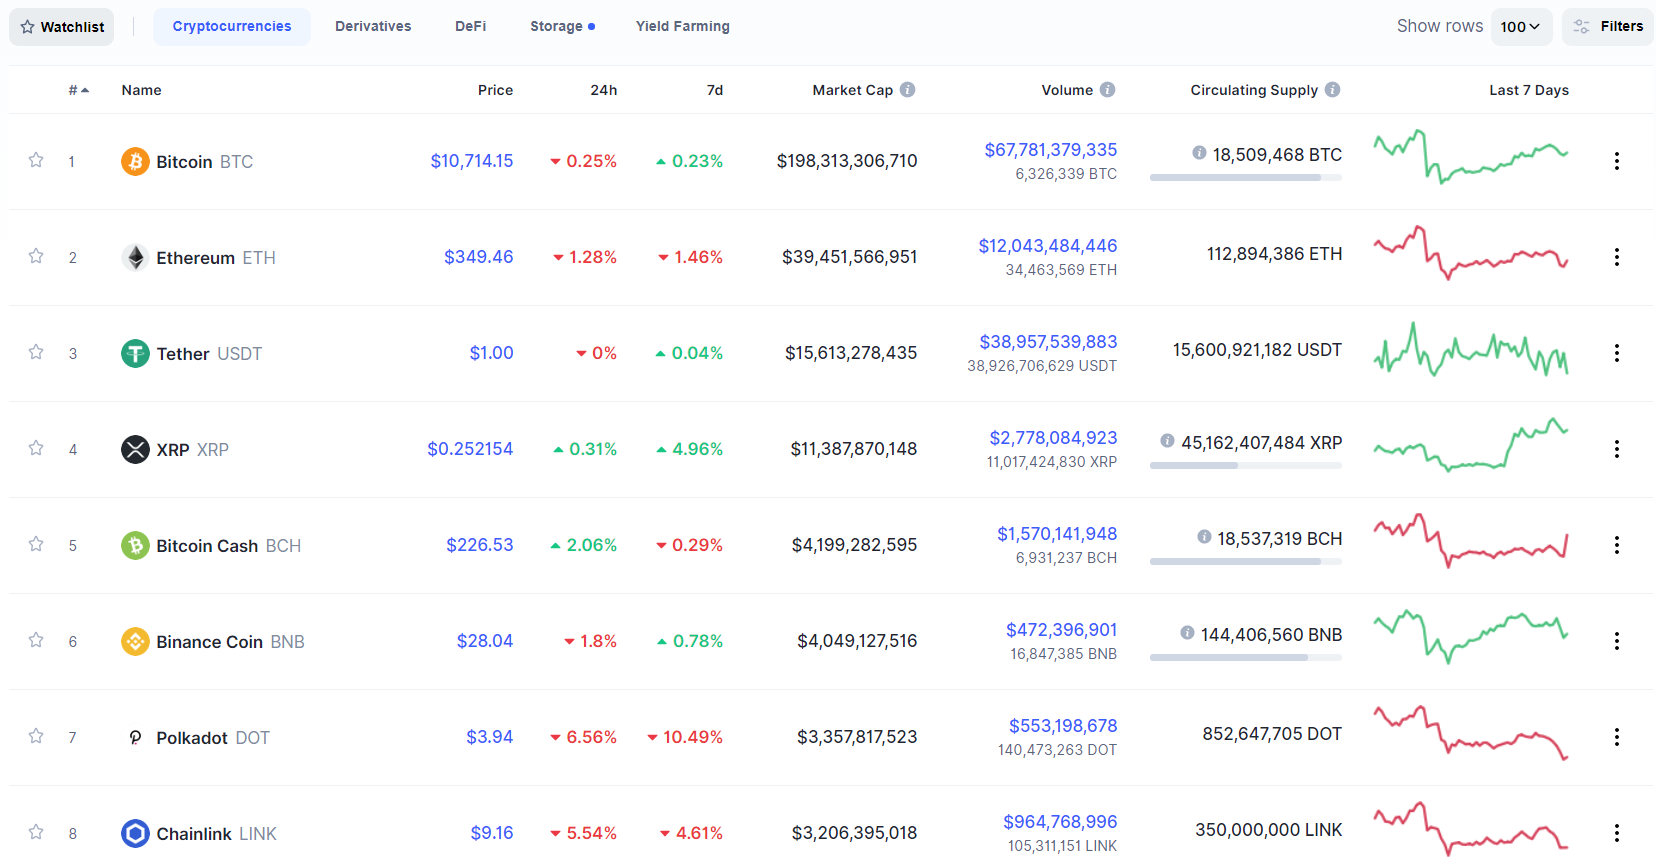 Watchlist Cryptocurrencies Derivatives DeFi Storage Yield Farming Show rows 100 Filters
# Name Price 24h 7d Market Cap Volume Circulating Supply Last 7 Days
1 Bitcoin BTC $10,714.15 0.25% 0.23% $198,313,306,710 $67,781,379,335 18,509,468 BTC
6,326,339 BTC
2 Ethereum ETH $349.46 1.28% 1.46% $39,451,566,951 $12,043,484,446 112,894,386 ETH
34,463,569 ETH
3 Tether USDT $1.00 0% 0.04% $15,613,278,435 $38,957,539,883 15,600,921,182 USDT
38,926,706,629 USDT
4 XRP XRP $0.252154 0.31% 4.96% $11,387,870,148 $2,778,084,923 45,162,407,484 XRP
11,017,424,830 XRP
5 Bitcoin Cash BCH $226.53 2.06% 0.29% $4,199,282,595 $1,570,141,948 18,537,319 BCH
6,931,237 BCH
6 Binance Coin BNB $28.04 1.8% 0.78% $4,049,127,516 $472,396,901 144,406,560 BNB
16,847,385 BNB
7 Polkadot DOT $3.94 6.56% 10.49% $3,357,817,523 $553,198,678 852,647,705 DOT
140,473,263 DOT
8 Chainlink LINK $9.16 5.54% 4.61% $3,206,395,018 $964,768,996 350,000,000 LINK
105,311,151 LINK